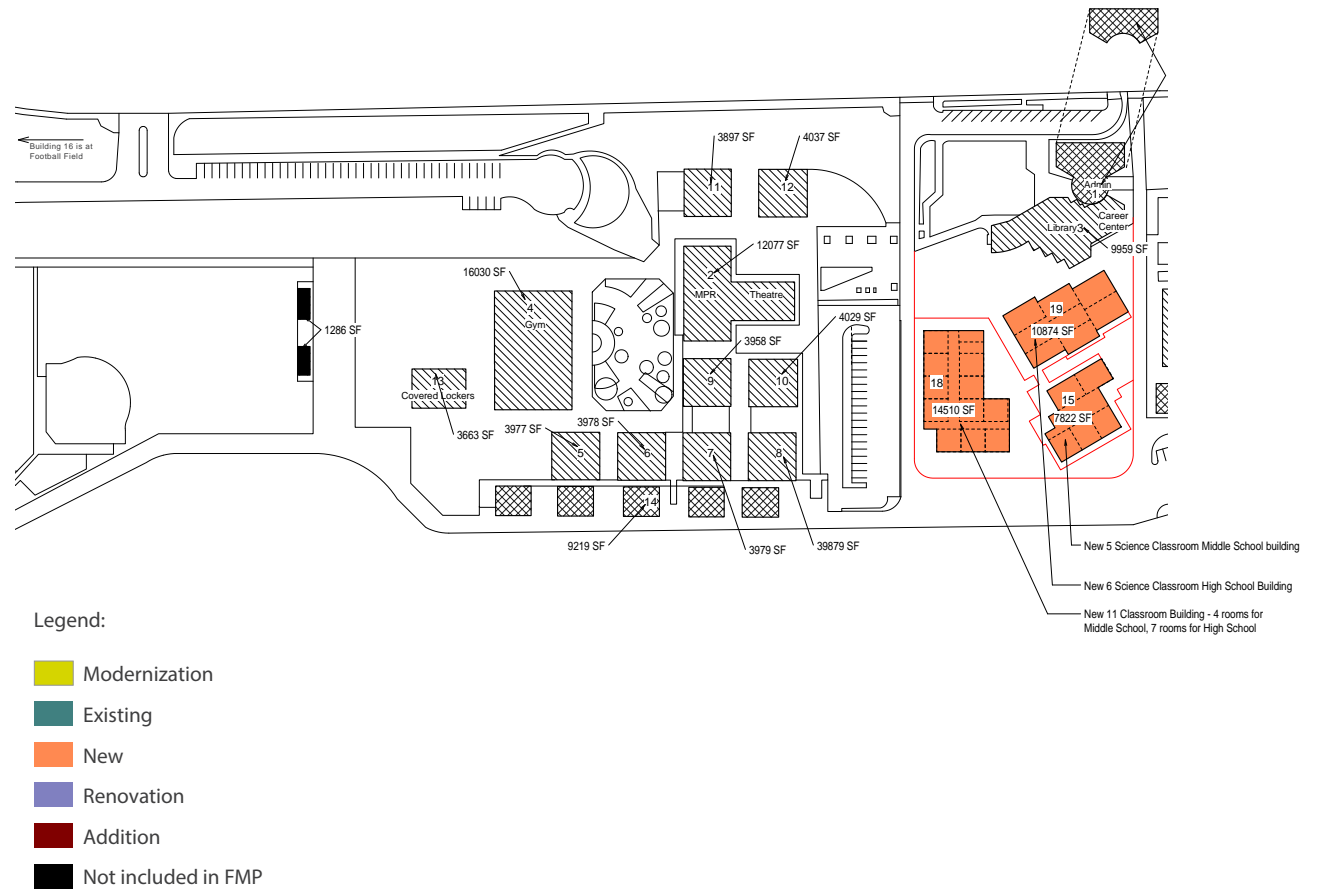 Building 16 is at
Football Field
3897 SF
4037 SF
11
12
Admin
1
Career
Center
Library
3
9959 SF
12077 SF
2
MPR
Theatre
16030 SF
4
Gym
1286 SF
4029 SF
3958 SF
9
10
19
10874 SF
18
14510 SF
15
7822 SF
13
Covered Lockers
3663 SF
3977 SF
3978 SF
5
6
7
8
14
9219 SF
3979 SF
39879 SF
New 5 Science Classroom Middle School building
New 6 Science Classroom High School Building
New 11 Classroom Building - 4 rooms for
Middle School, 7 rooms for High School
Legend:
Modernization
Existing
New
Renovation
Addition
Not included in FMP